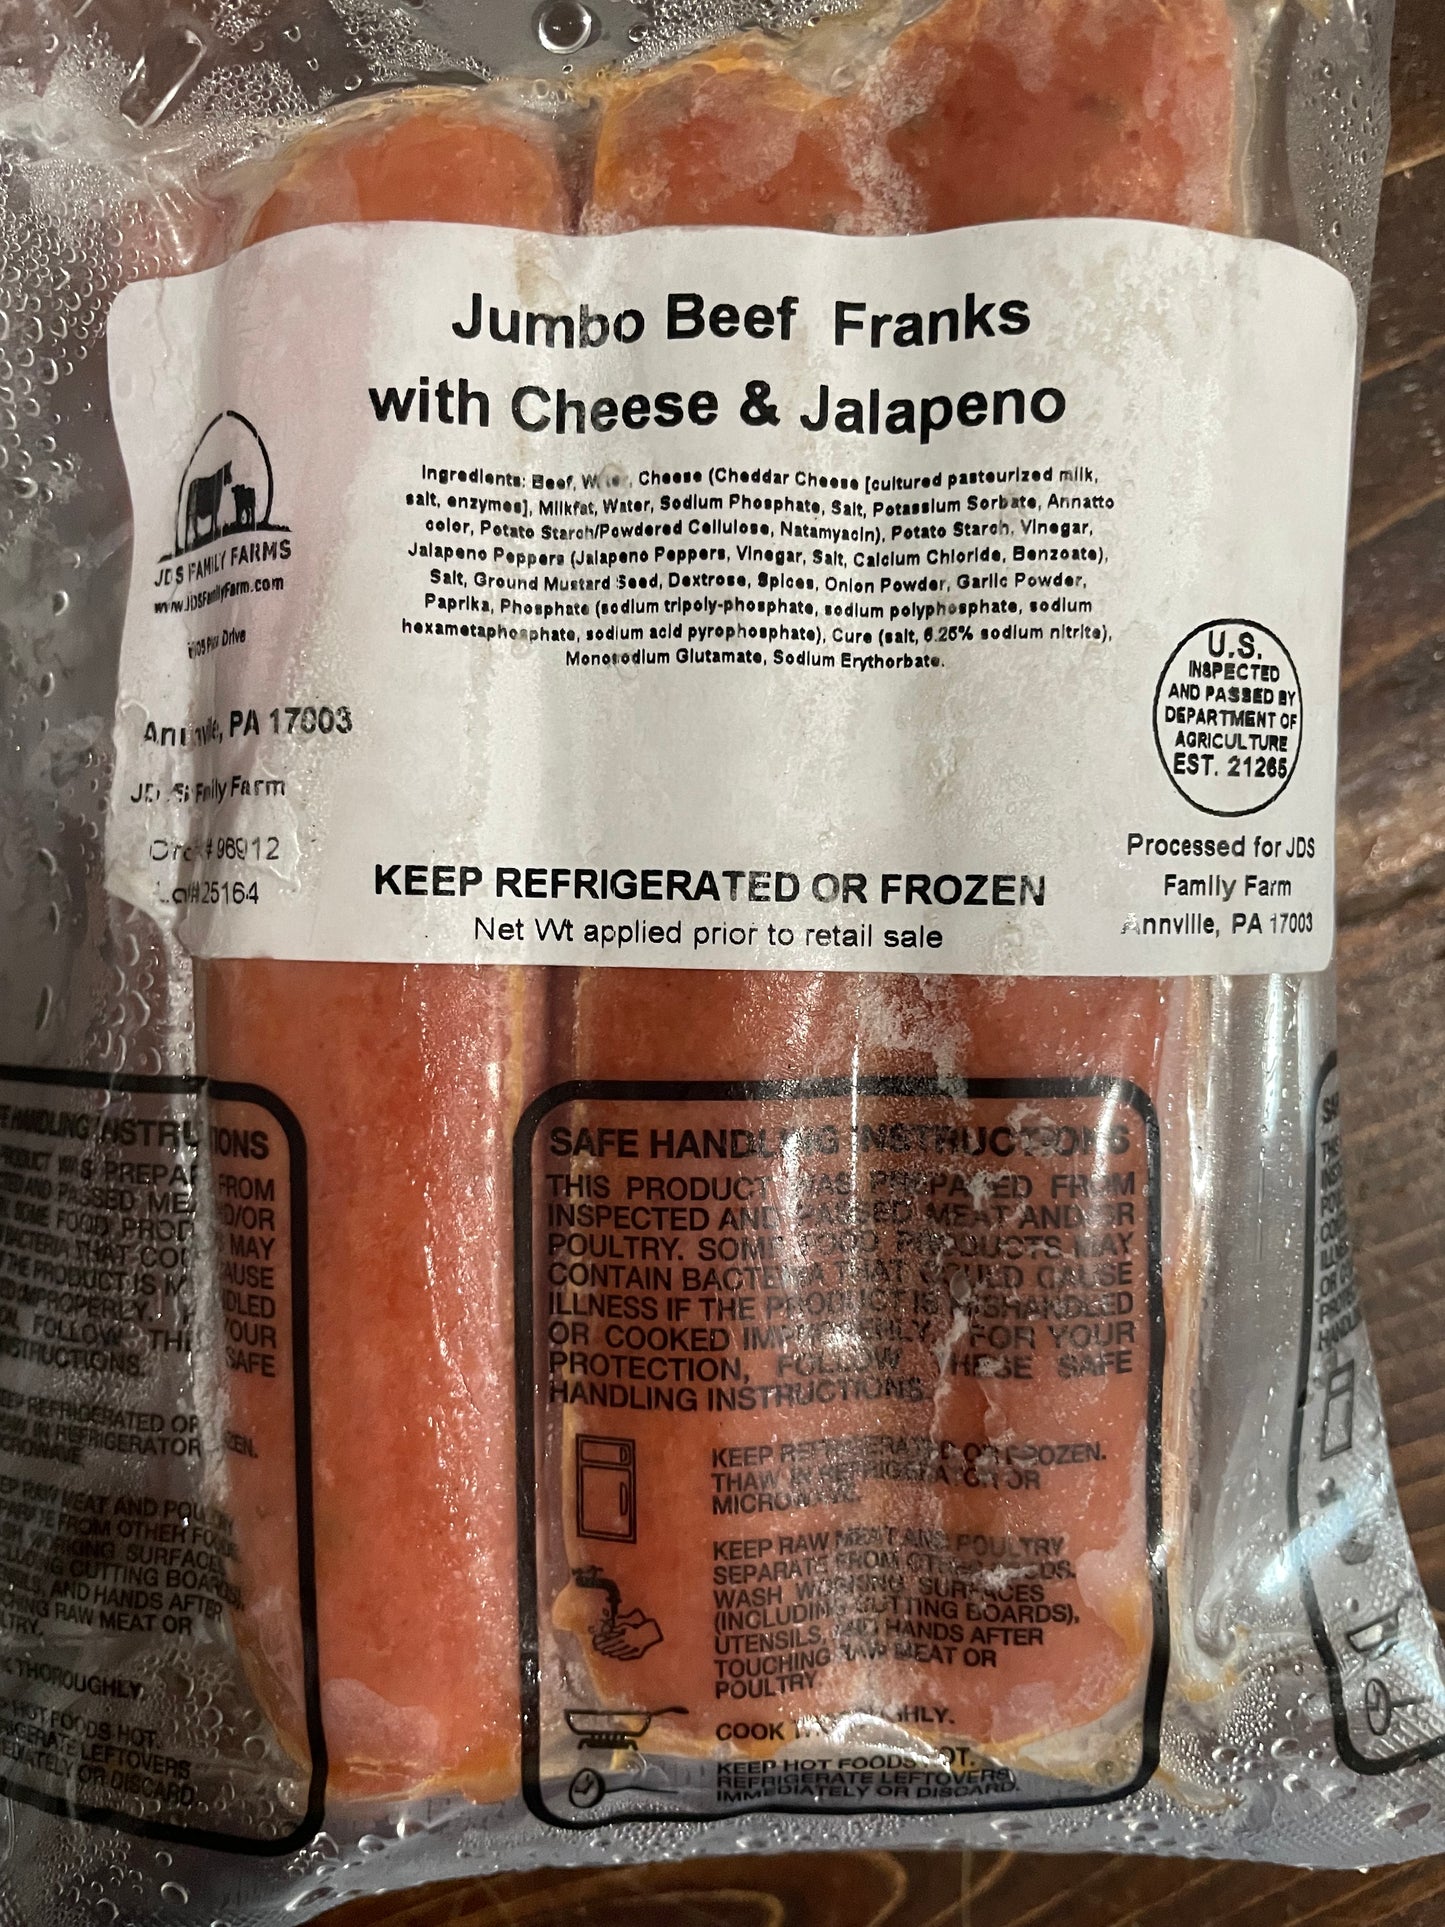 Jumbo Beef Franks
with Cheese & Jalapeno
Ingredients: Beef, Cheese (Cheddar Cheese [cultured pasteurized milk,
salt, enzymes], Milkfat, Water, Sodium Phosphate, Salt, Potassium Sorbate, Annatto
color, Potato Starch/Powdered Cellulose, Natamyacin), Potato Starch, Vinegar,
Jalapeno Peppers (Jalapeno Peppers, Vinegar, Salt, Calcium Chloride, Benzoate),
Salt, Ground Mustard Seed, Dextrose, Spices, Onion Powder, Garlic Powder,
Paprika, Phosphate (sodium tripoly-phosphate, sodium polyphosphate, sodium
hexametaphosphate, sodium acid pyrophosphate), Cure (salt, 6.25% sodium nitrite),
Monosodium Glutamate, Sodium Erythorbate.
JDS FAMILY FARMS
www.JDSFamilyFarm.com
Drive
Annville, PA 17003
Farm
#96912
25164
U.S.
INSPECTED
AND PASSED BY
DEPARTMENT OF
AGRICULTURE
EST. 21265
Processed for JDS
Family Farm
Annville, PA 17003
KEEP REFRIGERATED OR FROZEN
Net Wt applied prior to retail sale
SAFE HANDLING INSTRUCTIONS
THIS PRODUCT WAS PREPARED FROM
INSPECTED AND PASSED MEAT AND/OR
POULTRY. SOME FOOD PRODUCTS MAY
CONTAIN BACTERIA THAT COULD CAUSE
ILLNESS IF THE PRODUCT IS MISHANDLED
OR COOKED IMPROPERLY. FOR YOUR
PROTECTION, FOLLOW THESE SAFE
HANDLING INSTRUCTIONS.
KEEP REFRIGERATED OR FROZEN.
THAW IN REFRIGERATOR OR
MICROWAVE.
KEEP RAW MEAT AND POULTRY
SEPARATE FROM OTHER FOODS.
WASH WORKING SURFACES
(INCLUDING CUTTING BOARDS),
UTENSILS, AND HANDS AFTER
TOUCHING RAW MEAT OR
POULTRY.
COOK THOROUGHLY.
KEEP HOT FOODS HOT.
REFRIGERATE LEFTOVERS
IMMEDIATELY OR DISCARD.